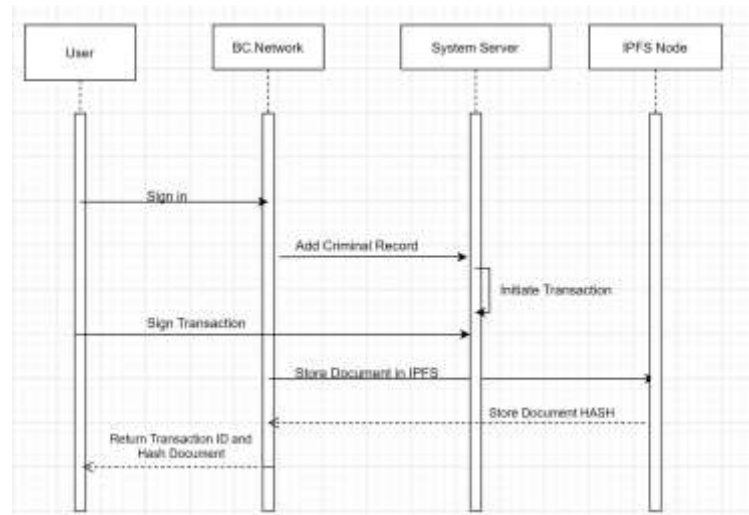 User
BC.Network
System Server
IPFS Node
Sign in
Add Criminal Record
Initiate Transaction
Sign Transaction
Store Document in IPFS
Store Document HASH
Return Transaction ID and
Hash Document